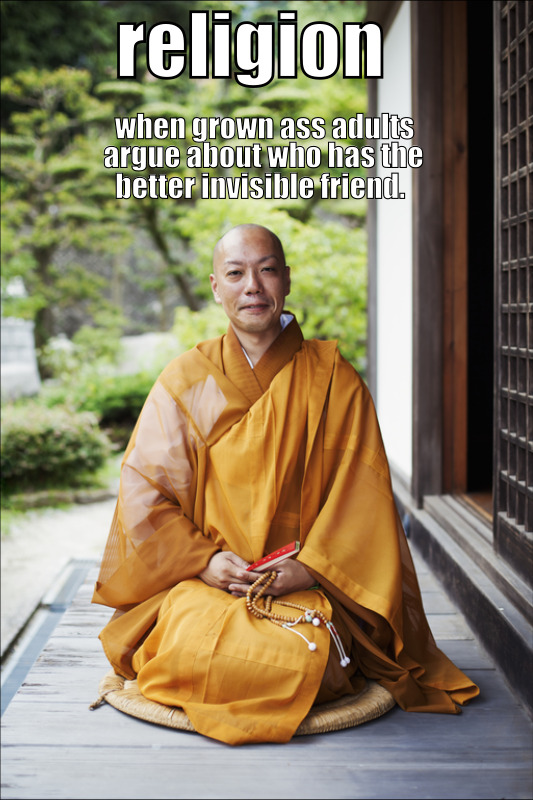 religion
when grown ass adults
argue about who has the
better invisible friend.